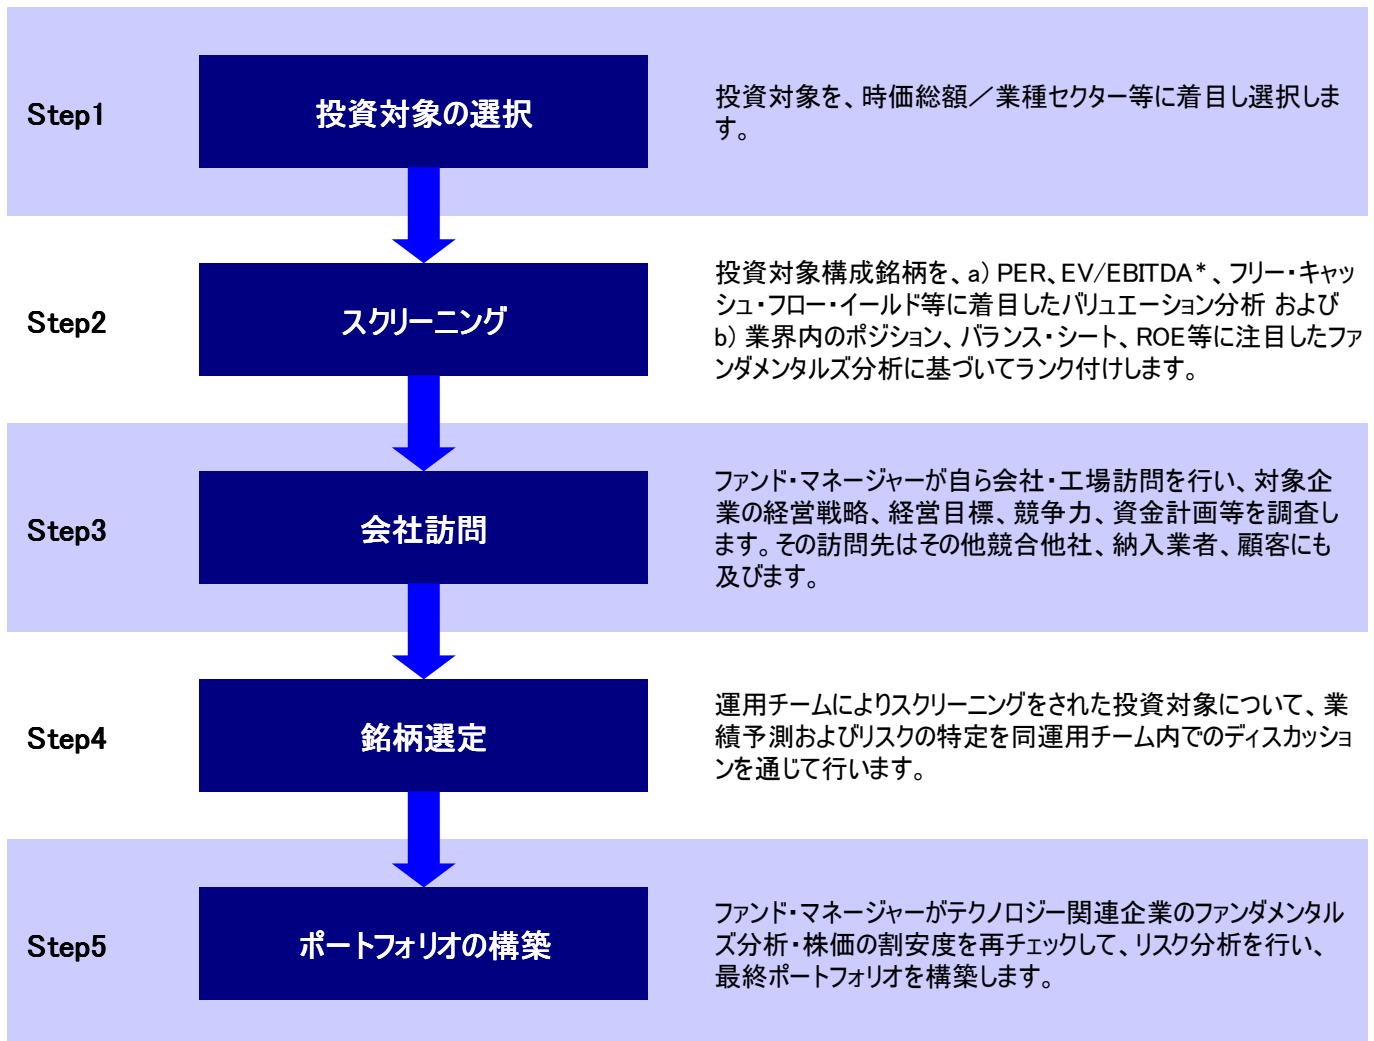 Step1
投資対象の選択
投資対象を、時価総額／業種セクター等に着目し選択しま
す。
Step2
スクリーニング
投資対象構成銘柄を、a) PER、EV/EBITDA*、フリー・キャッ
シュ・フロー・イールド等に着目したバリュエーション分析 および
b) 業界内のポジション、バランス・シート、ROE等に注目したファ
ンダメンタルズ分析に基づいてランク付けします。
Step3
会社訪問
ファンド・マネージャーが自ら会社・工場訪問を行い、対象企
業の経営戦略、経営目標、競争力、資金計画等を調査し
ます。その訪問先はその他競合他社、納入業者、顧客にも
及びます。
Step4
銘柄選定
運用チームによりスクリーニングをされた投資対象について、業
績予測およびリスクの特定を同運用チーム内でのディスカッショ
ンを通じて行います。
Step5
ポートフォリオの構築
ファンド・マネージャーがテクノロジー関連企業のファンダメンタル
ズ分析・株価の割安度を再チェックして、リスク分析を行い、
最終ポートフォリオを構築します。